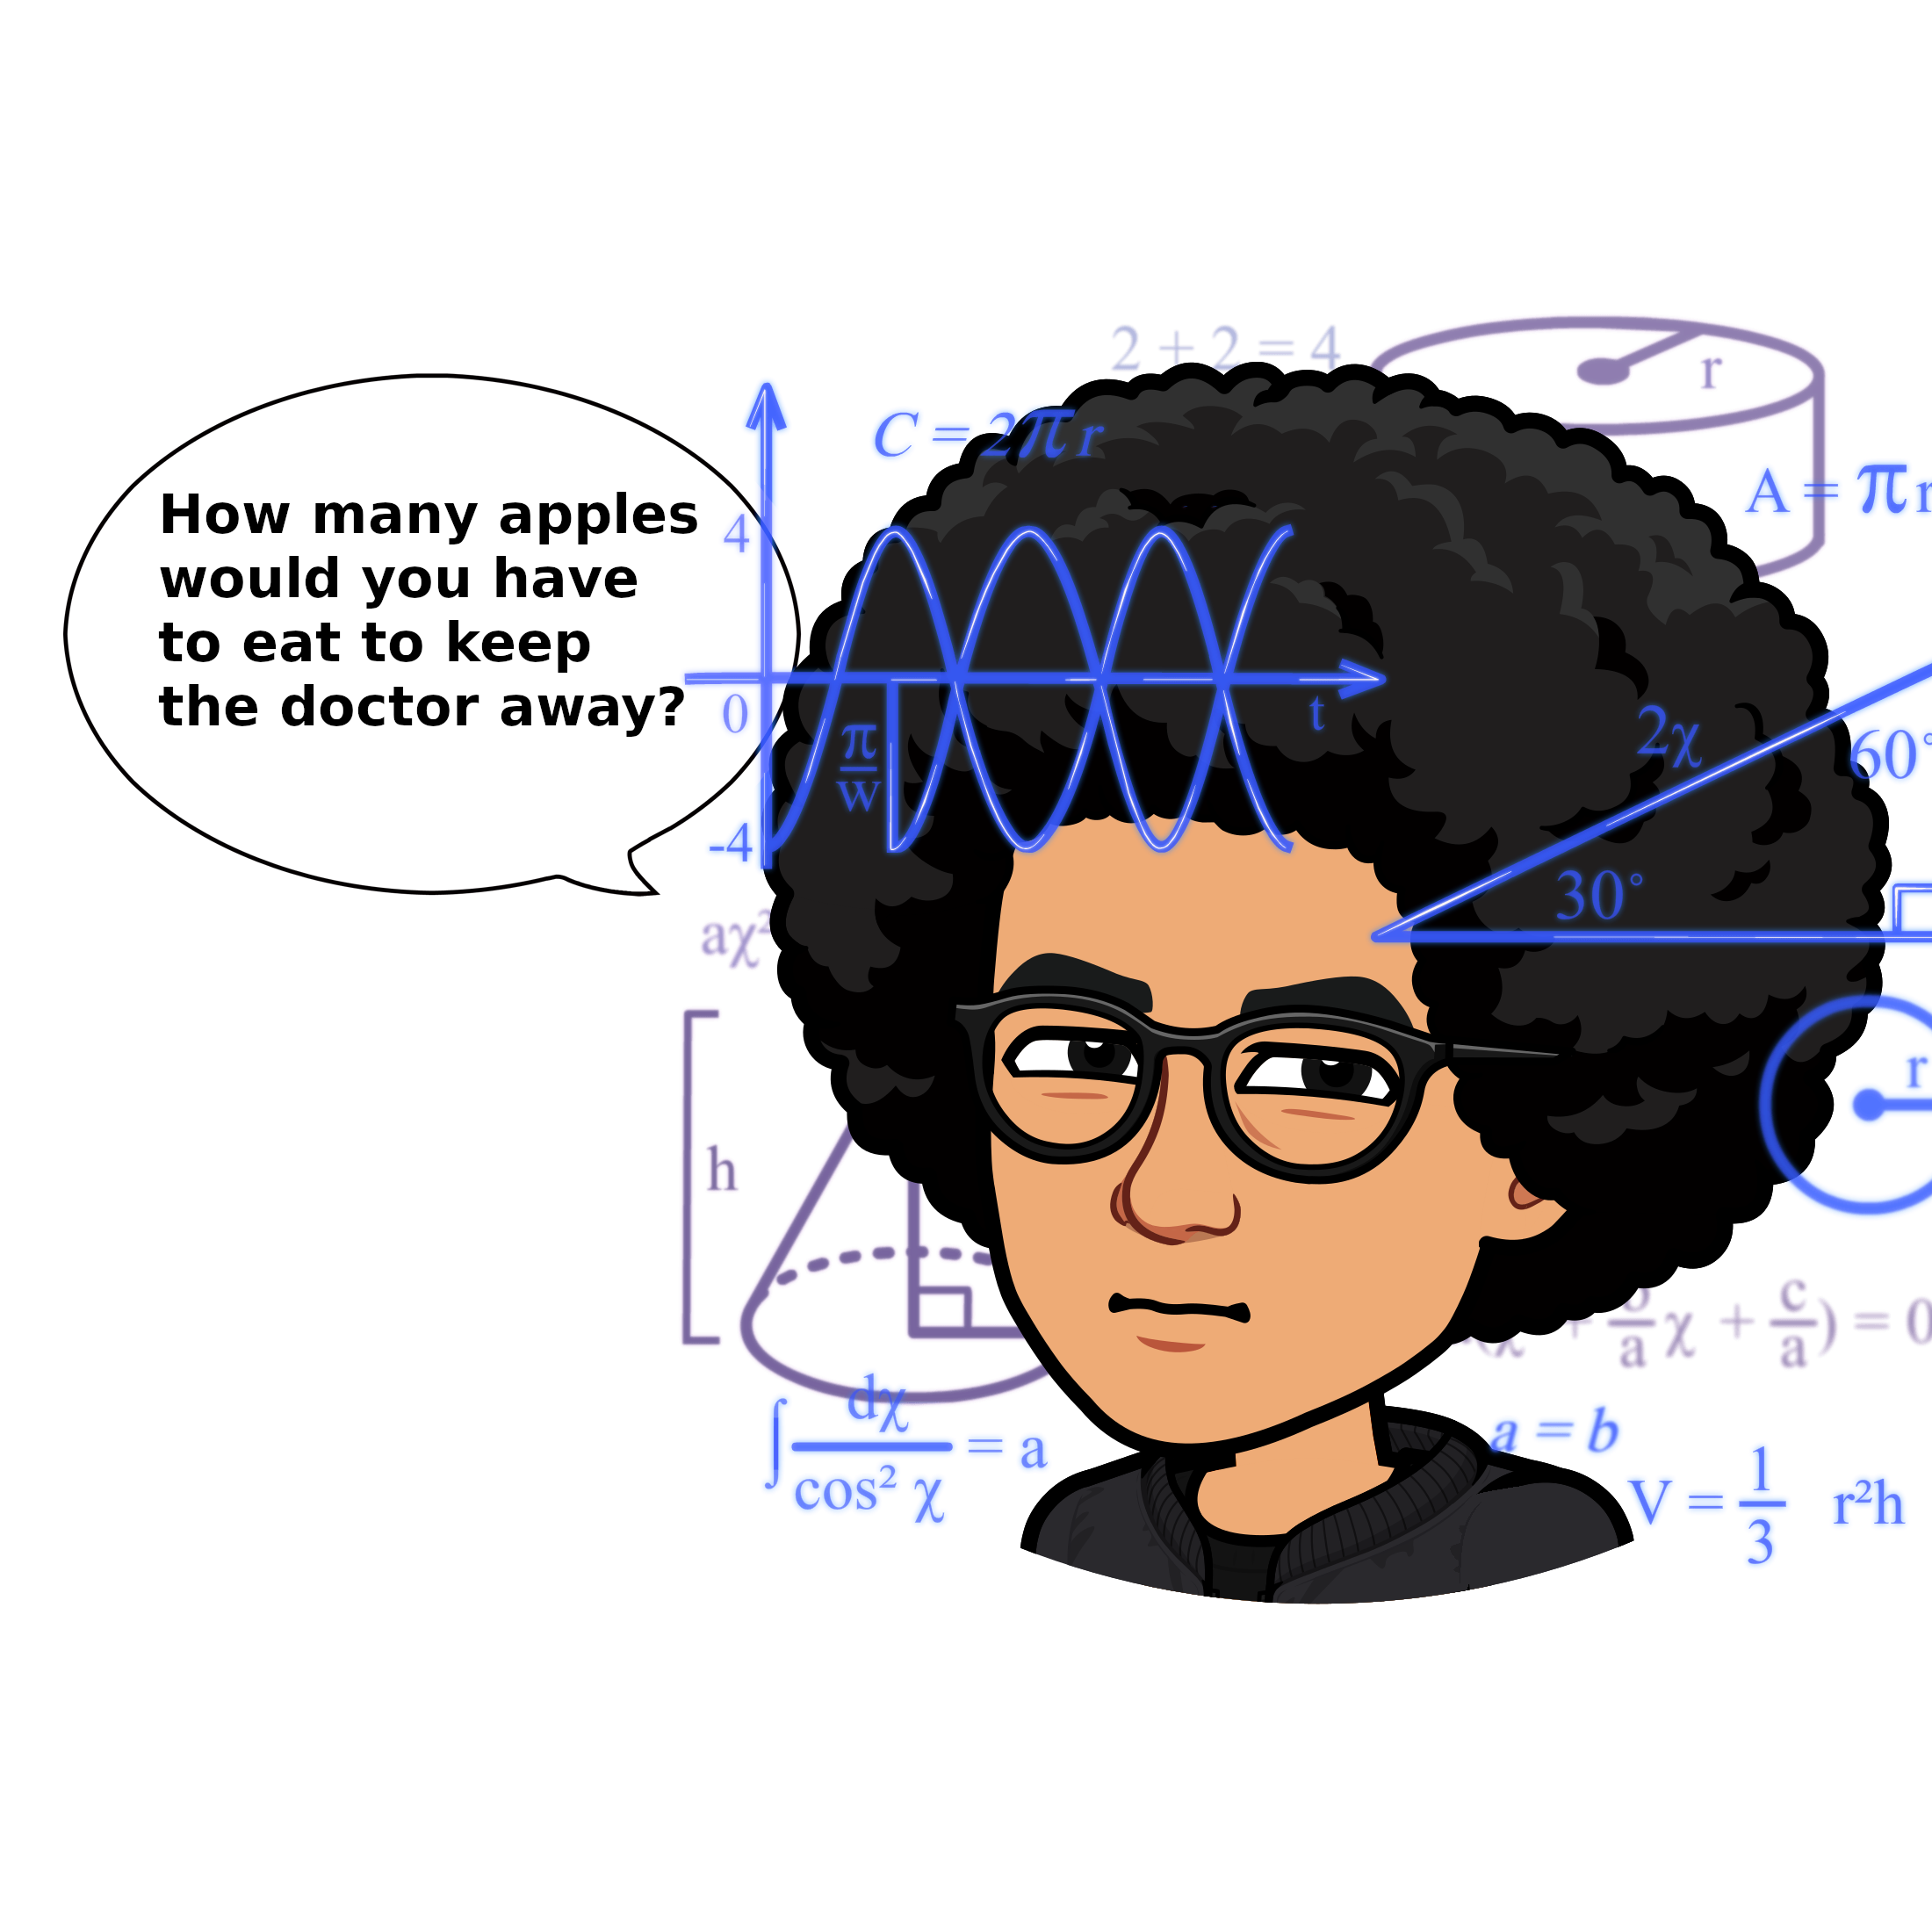 How many apples
would you have
to eat to keep
the doctor away?
2 + 2 = 4
r
C = 2πr
A = π r
4
0
-4
π
w
t
2χ
60°
30°
aχ²
h
r
∫ dχ
cos² χ
= a
c
a
χ +
a
) = 0
a = b
V = 1
3
r²h